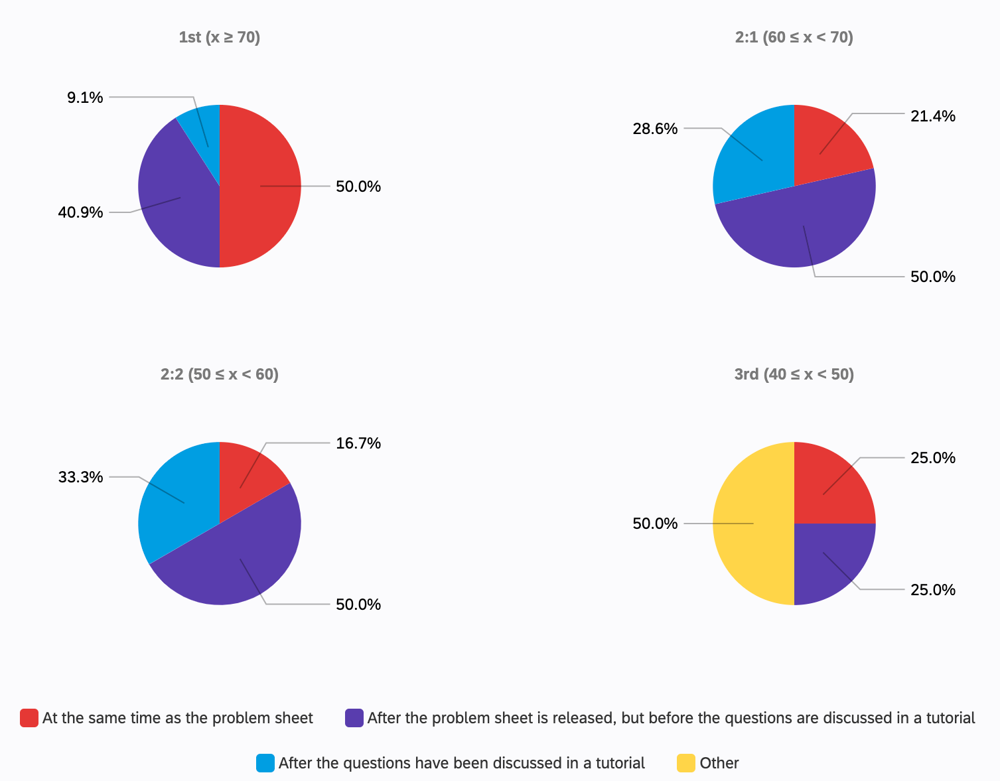 1st (x ≥ 70)
9.1%
50.0%
40.9%
2:1 (60 ≤ x < 70)
21.4%
28.6%
50.0%
2:2 (50 ≤ x < 60)
16.7%
33.3%
50.0%
3rd (40 ≤ x < 50)
25.0%
50.0%
25.0%
At the same time as the problem sheet
After the problem sheet is released, but before the questions are discussed in a tutorial
After the questions have been discussed in a tutorial
Other